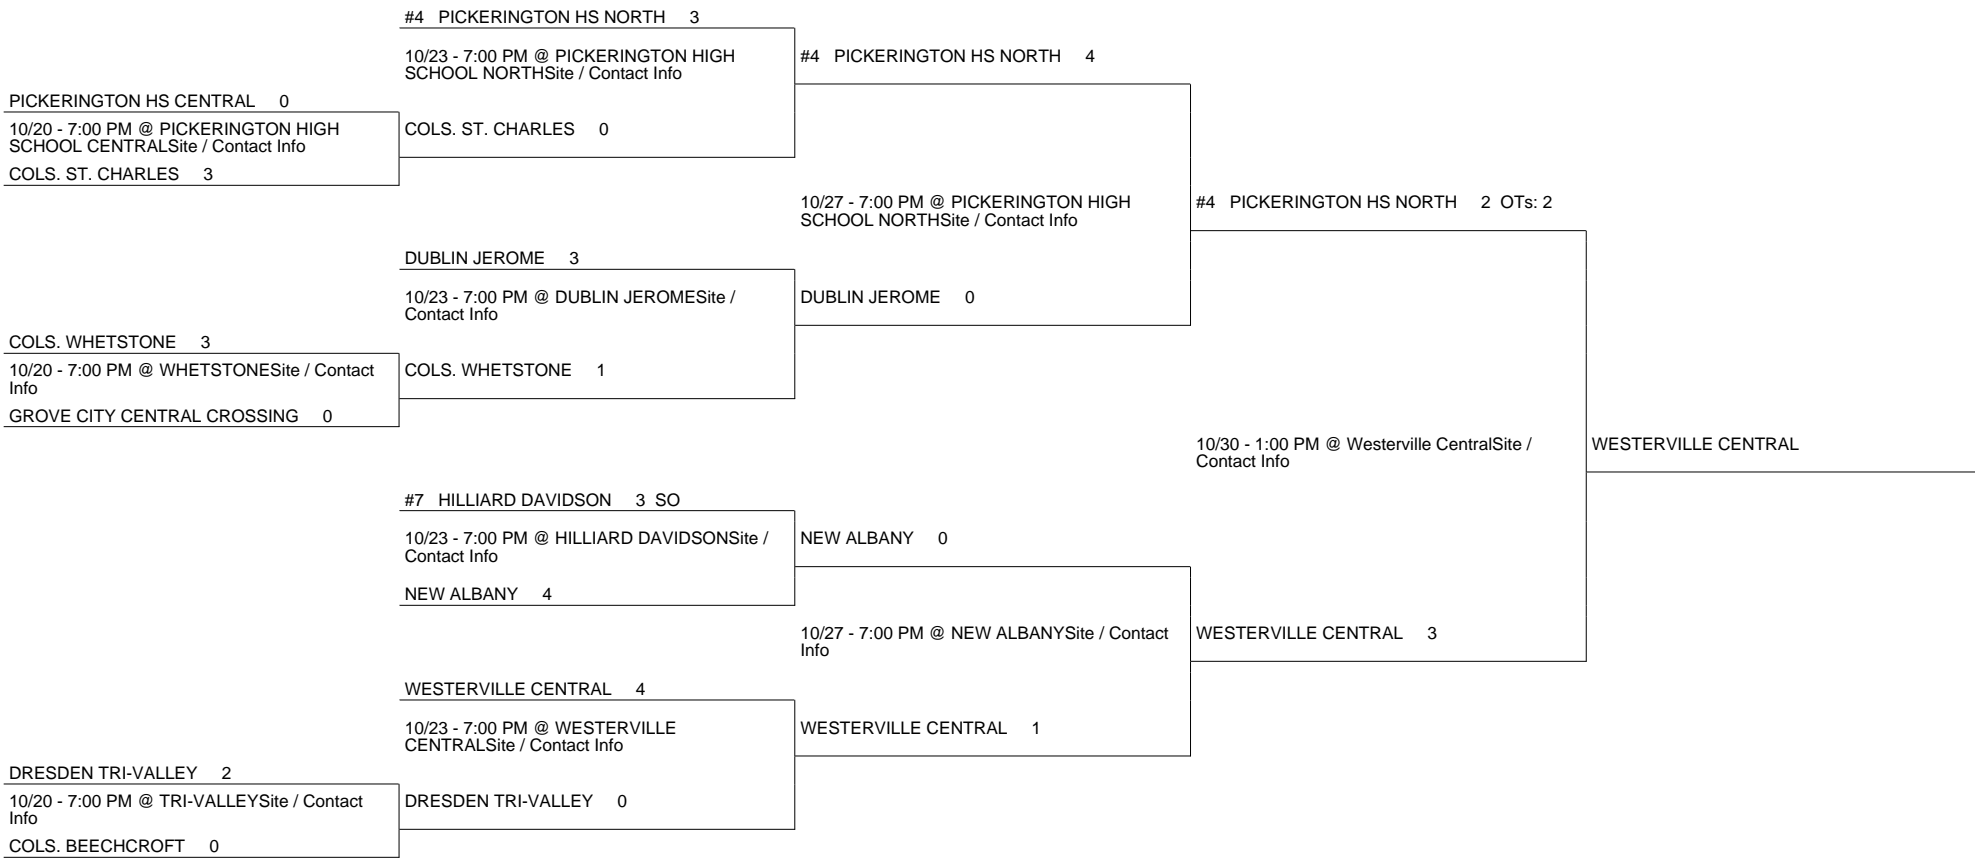 #4 PICKERINGTON HS NORTH 3
10/23 - 7:00 PM @ PICKERINGTON HIGH
SCHOOL NORTHSite / Contact Info
#4 PICKERINGTON HS NORTH 4
PICKERINGTON HS CENTRAL 0
10/20 - 7:00 PM @ PICKERINGTON HIGH
SCHOOL CENTRALSite / Contact Info
COLS. ST. CHARLES 0
COLS. ST. CHARLES 3
10/27 - 7:00 PM @ PICKERINGTON HIGH
SCHOOL NORTHSite / Contact Info
#4 PICKERINGTON HS NORTH 2 OTs: 2
DUBLIN JEROME 3
10/23 - 7:00 PM @ DUBLIN JEROMESite /
Contact Info
DUBLIN JEROME 0
COLS. WHETSTONE 3
10/20 - 7:00 PM @ WHETSTONESite / Contact
Info
COLS. WHETSTONE 1
GROVE CITY CENTRAL CROSSING 0
10/30 - 1:00 PM @ Westerville CentralSite /
Contact Info
WESTERVILLE CENTRAL
#7 HILLIARD DAVIDSON 3 SO
10/23 - 7:00 PM @ HILLIARD DAVIDSONSite /
Contact Info
NEW ALBANY 0
NEW ALBANY 4
10/27 - 7:00 PM @ NEW ALBANYSite / Contact
Info
WESTERVILLE CENTRAL 3
WESTERVILLE CENTRAL 4
10/23 - 7:00 PM @ WESTERVILLE
CENTRALSite / Contact Info
WESTERVILLE CENTRAL 1
DRESDEN TRI-VALLEY 2
10/20 - 7:00 PM @ TRI-VALLEYSite / Contact
Info
DRESDEN TRI-VALLEY 0
COLS. BEECHCROFT 0